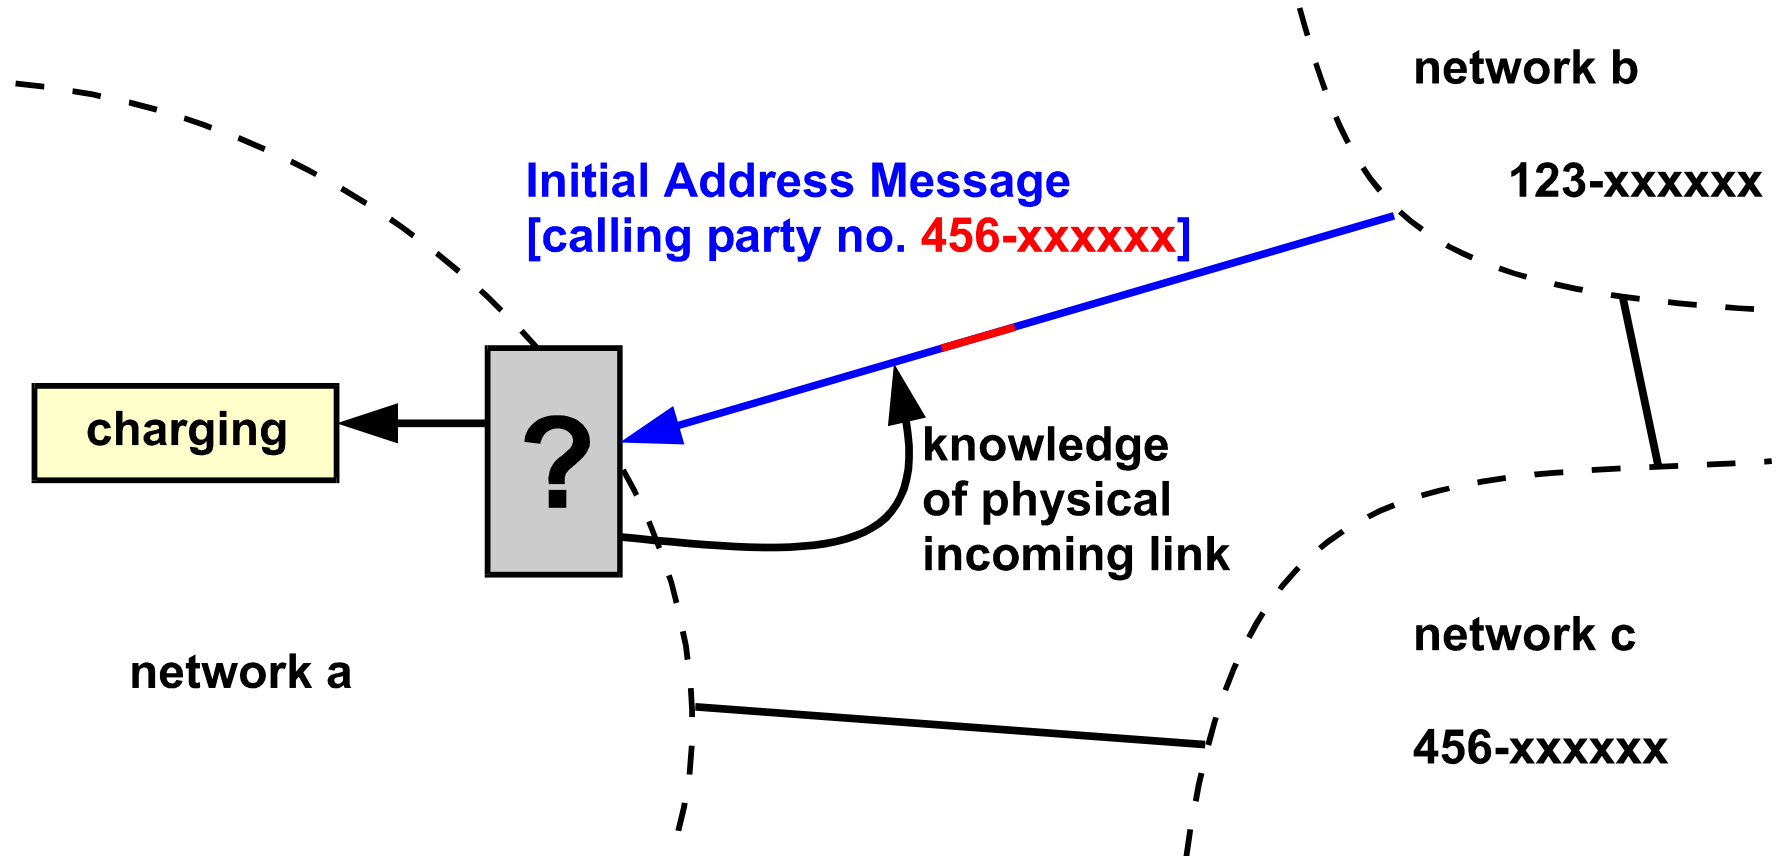 network b
123-xxxxxx
Initial Address Message
[calling party no. 456-xxxxxx]
charging
?
knowledge
of physical
incoming link
network a
network c
456-xxxxxx